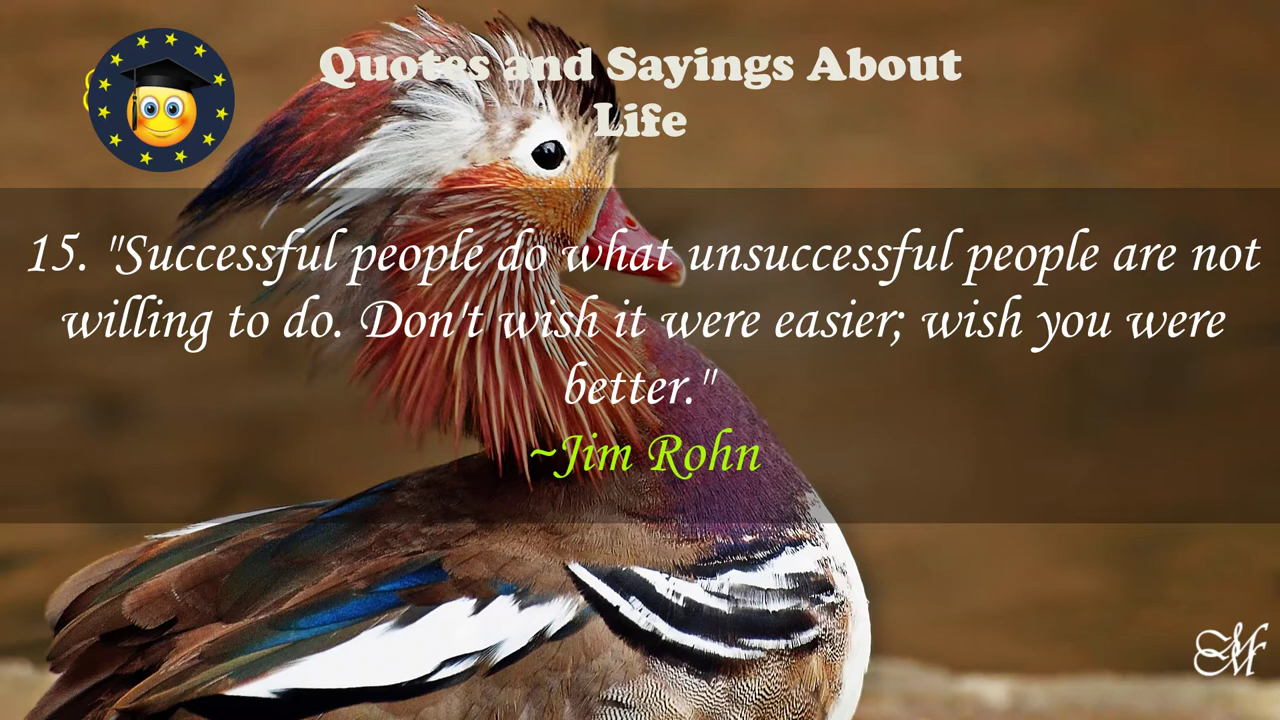 Quotes and Sayings About
Life
15. "Successful people do what unsuccessful people are not
willing to do. Don't wish it were easier; wish you were
better."
~Jim Rohn